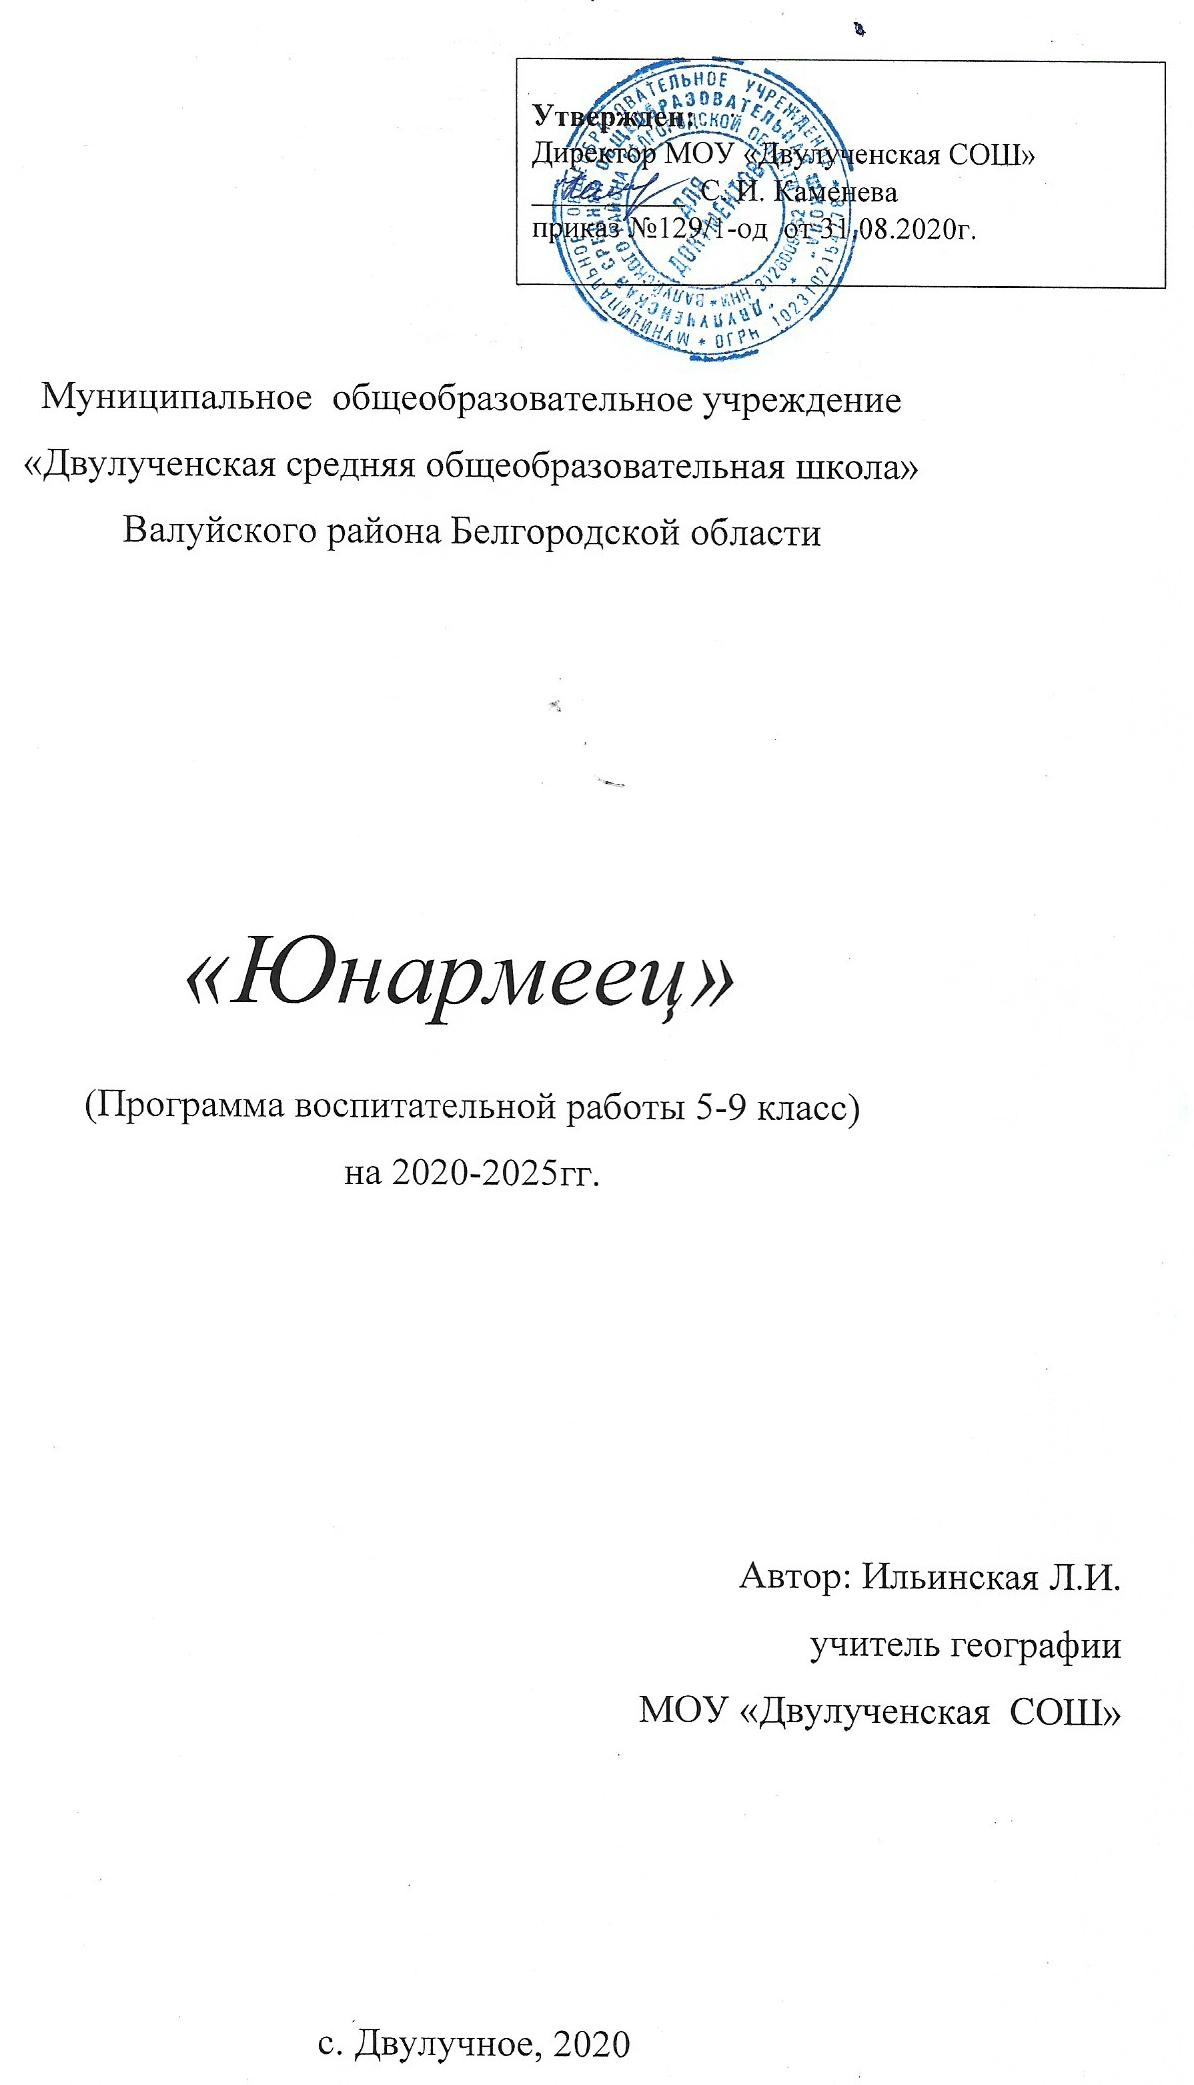 Утвержден:
Директор МОУ «Двулученская СОШ»
С. И. Каменева
приказ №129/1-од от 31.08.2020г.
ДЛЯ
ДОКУМЕНТОВ
Муниципальное общеобразовательное учреждение
«Двулученская средняя общеобразовательная школа»
Валуйского района Белгородской области
«Юнармеец»
(Программа воспитательной работы 5-9 класс)
на 2020-2025гг.
Автор: Ильинская Л.И.
учитель географии
МОУ «Двулученская СОШ»
с. Двулучное, 2020